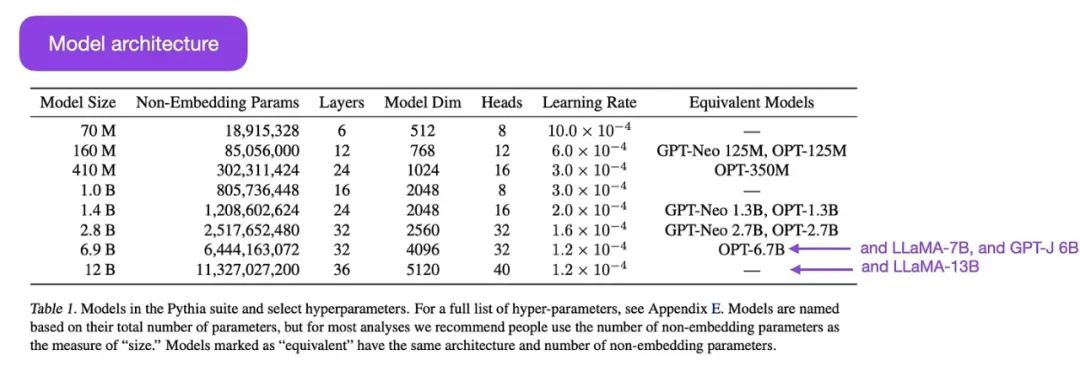 Model architecture
Model Size Non-Embedding Params Layers Model Dim Heads Learning Rate Equivalent Models
70 M 18,915,328 6 512 8 10.0 × 10⁻⁴ —
160 M 85,056,000 12 768 12 6.0 × 10⁻⁴ GPT-Neo 125M, OPT-125M
410 M 302,311,424 24 1024 16 3.0 × 10⁻⁴ OPT-350M
1.0 B 805,736,448 16 2048 8 3.0 × 10⁻⁴ —
1.4 B 1,208,602,624 24 2048 16 2.0 × 10⁻⁴ GPT-Neo 1.3B, OPT-1.3B
2.8 B 2,517,652,480 32 2560 32 1.6 × 10⁻⁴ GPT-Neo 2.7B, OPT-2.7B
6.9 B 6,444,163,072 32 4096 32 1.2 × 10⁻⁴ OPT-6.7B and LLaMA-7B, and GPT-J 6B
12 B 11,327,027,200 36 5120 40 1.2 × 10⁻⁴ — and LLaMA-13B
Table 1. Models in the Pythia suite and select hyperparameters. For a full list of hyper-parameters, see Appendix E. Models are named
based on their total number of parameters, but for most analyses we recommend people use the number of non-embedding parameters as
the measure of “size.” Models marked as “equivalent” have the same architecture and number of non-embedding parameters.